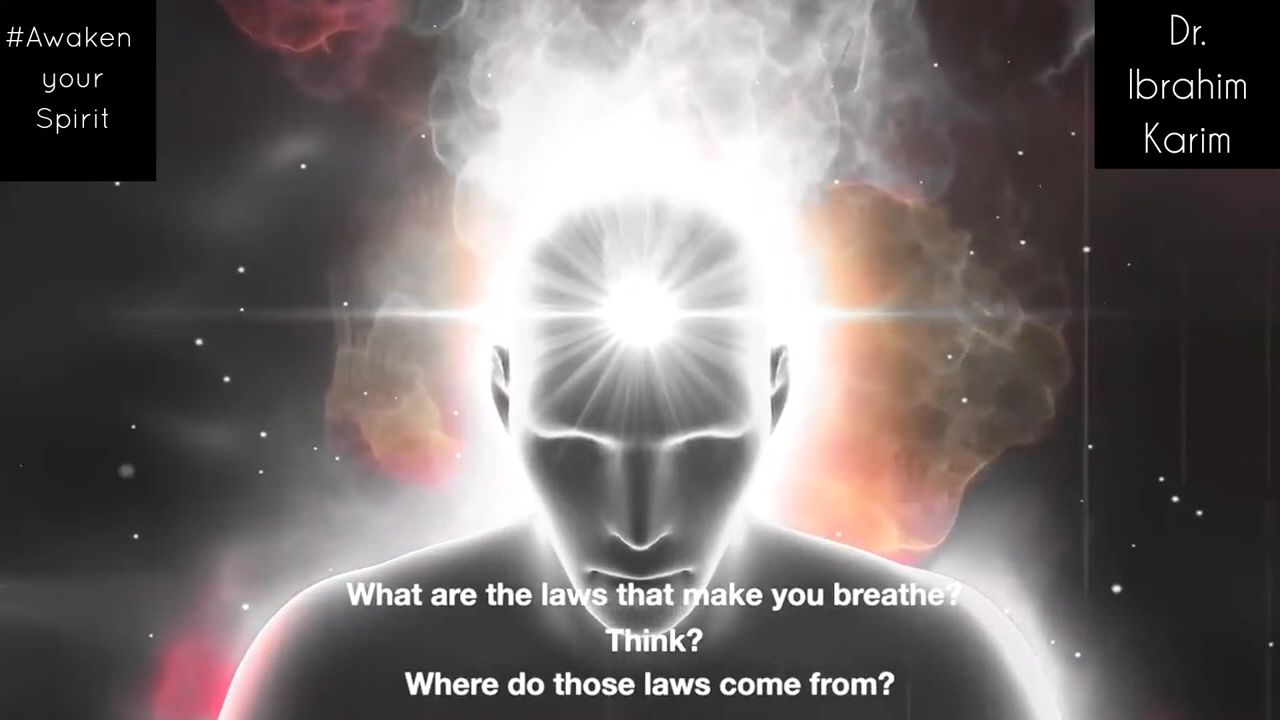 #Awaken
your
Spirit
Dr.
Ibrahim
Karim
What are the laws that make you breathe?
Think?
Where do those laws come from?